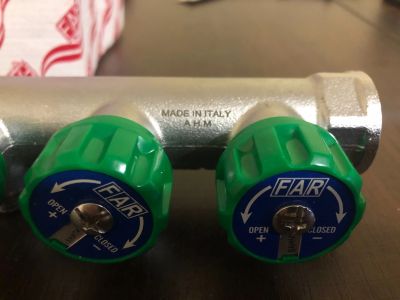 MADE IN ITALY
A.H.M
FAR
OPEN
CLOSED
+
−
FAR
OPEN
CLOSED
+
−